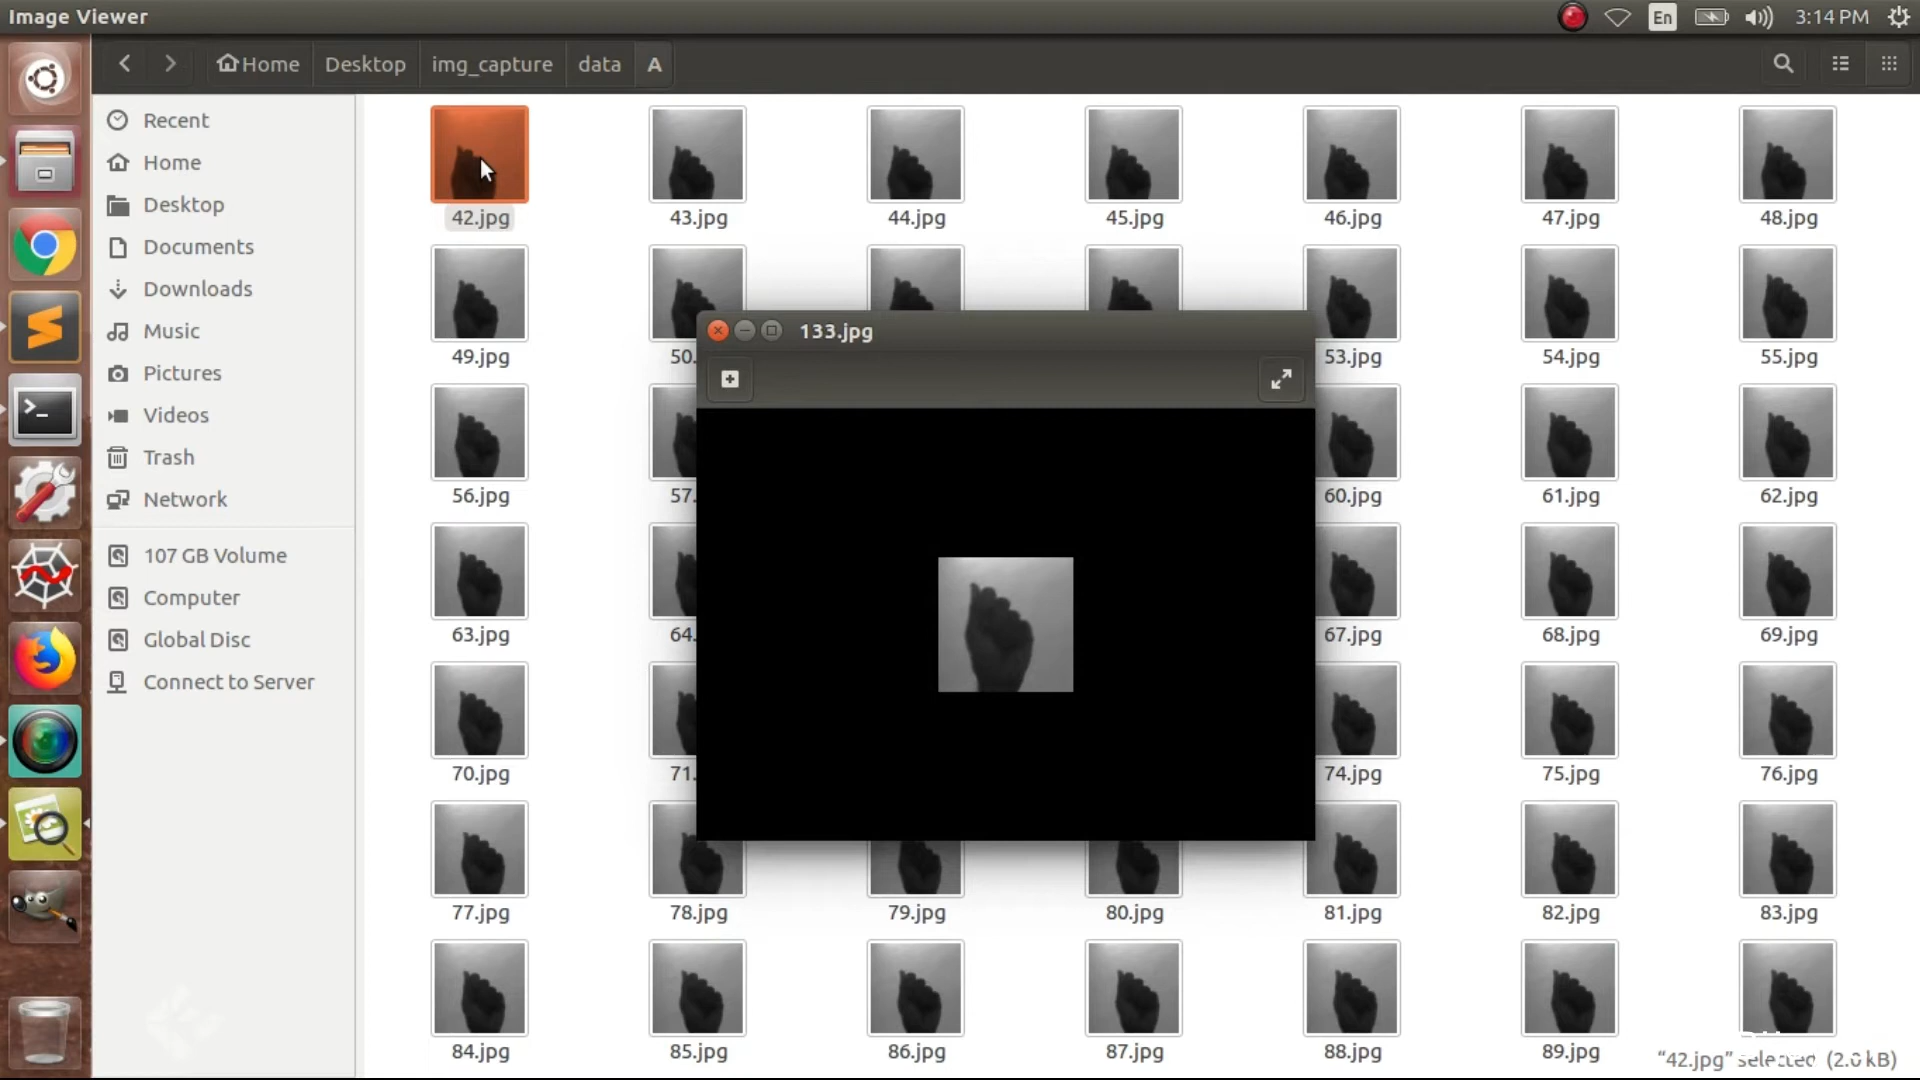 Image Viewer
En
3:14 PM
Home
Desktop
img_capture
data
A
Recent
Home
Desktop
Documents
Downloads
Music
Pictures
Videos
Trash
Network
107 GB Volume
Computer
Global Disc
Connect to Server
42.jpg 43.jpg 44.jpg 45.jpg 46.jpg 47.jpg 48.jpg
49.jpg 50. 53.jpg 54.jpg 55.jpg
56.jpg 57. 60.jpg 61.jpg 62.jpg
63.jpg 64. 67.jpg 68.jpg 69.jpg
70.jpg 71. 74.jpg 75.jpg 76.jpg
77.jpg 78.jpg 79.jpg 80.jpg 81.jpg 82.jpg 83.jpg
84.jpg 85.jpg 86.jpg 87.jpg 88.jpg 89.jpg
133.jpg
“42.jpg” selected (2.0 kB)